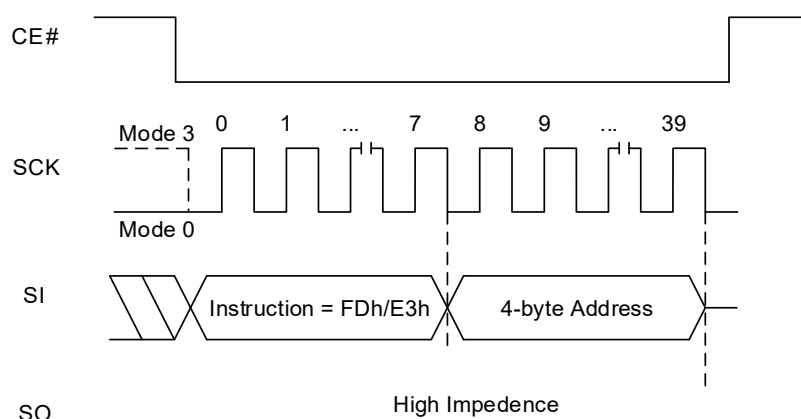 CE#
0 1 ... 7 8 9 ... 39
Mode 3
SCK
Mode 0
SI
Instruction = FDh/E3h
4-byte Address
High Impedence
SO